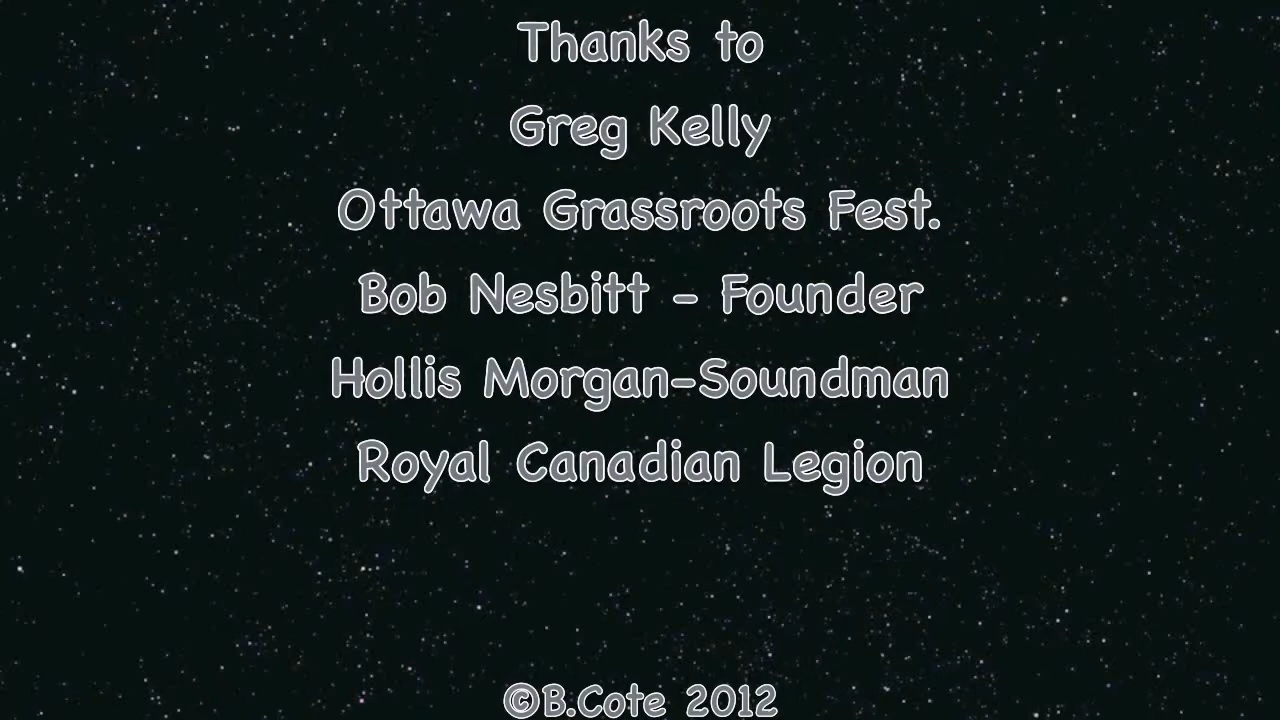 Thanks to
Greg Kelly
Ottawa Grassroots Fest.
Bob Nesbitt - Founder
Hollis Morgan-Soundman
Royal Canadian Legion
©B.Cote 2012